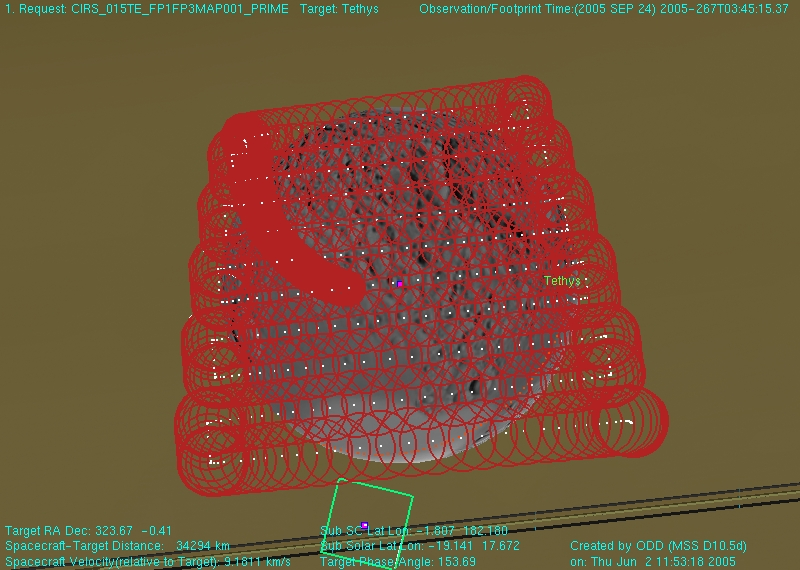 1. Request: CIRS_015TE_FP1FP3MAP001_PRIME Target: Tethys Observation/Footprint Time:(2005 SEP 24) 2005-267T03:45:15.37
Tethys
Target RA Dec: 323.67 -0.41 Sub SC Lat Lon: -1.807 182.180
Spacecraft-Target Distance: 34294 km Sub Solar Lat Lon: -19.141 17.672 Created by ODD (MSS D10.5d)
Spacecraft Velocity(relative to Target): 9.1811 km/s Target Phase Angle: 153.69 on: Thu Jun 2 11:53:18 2005